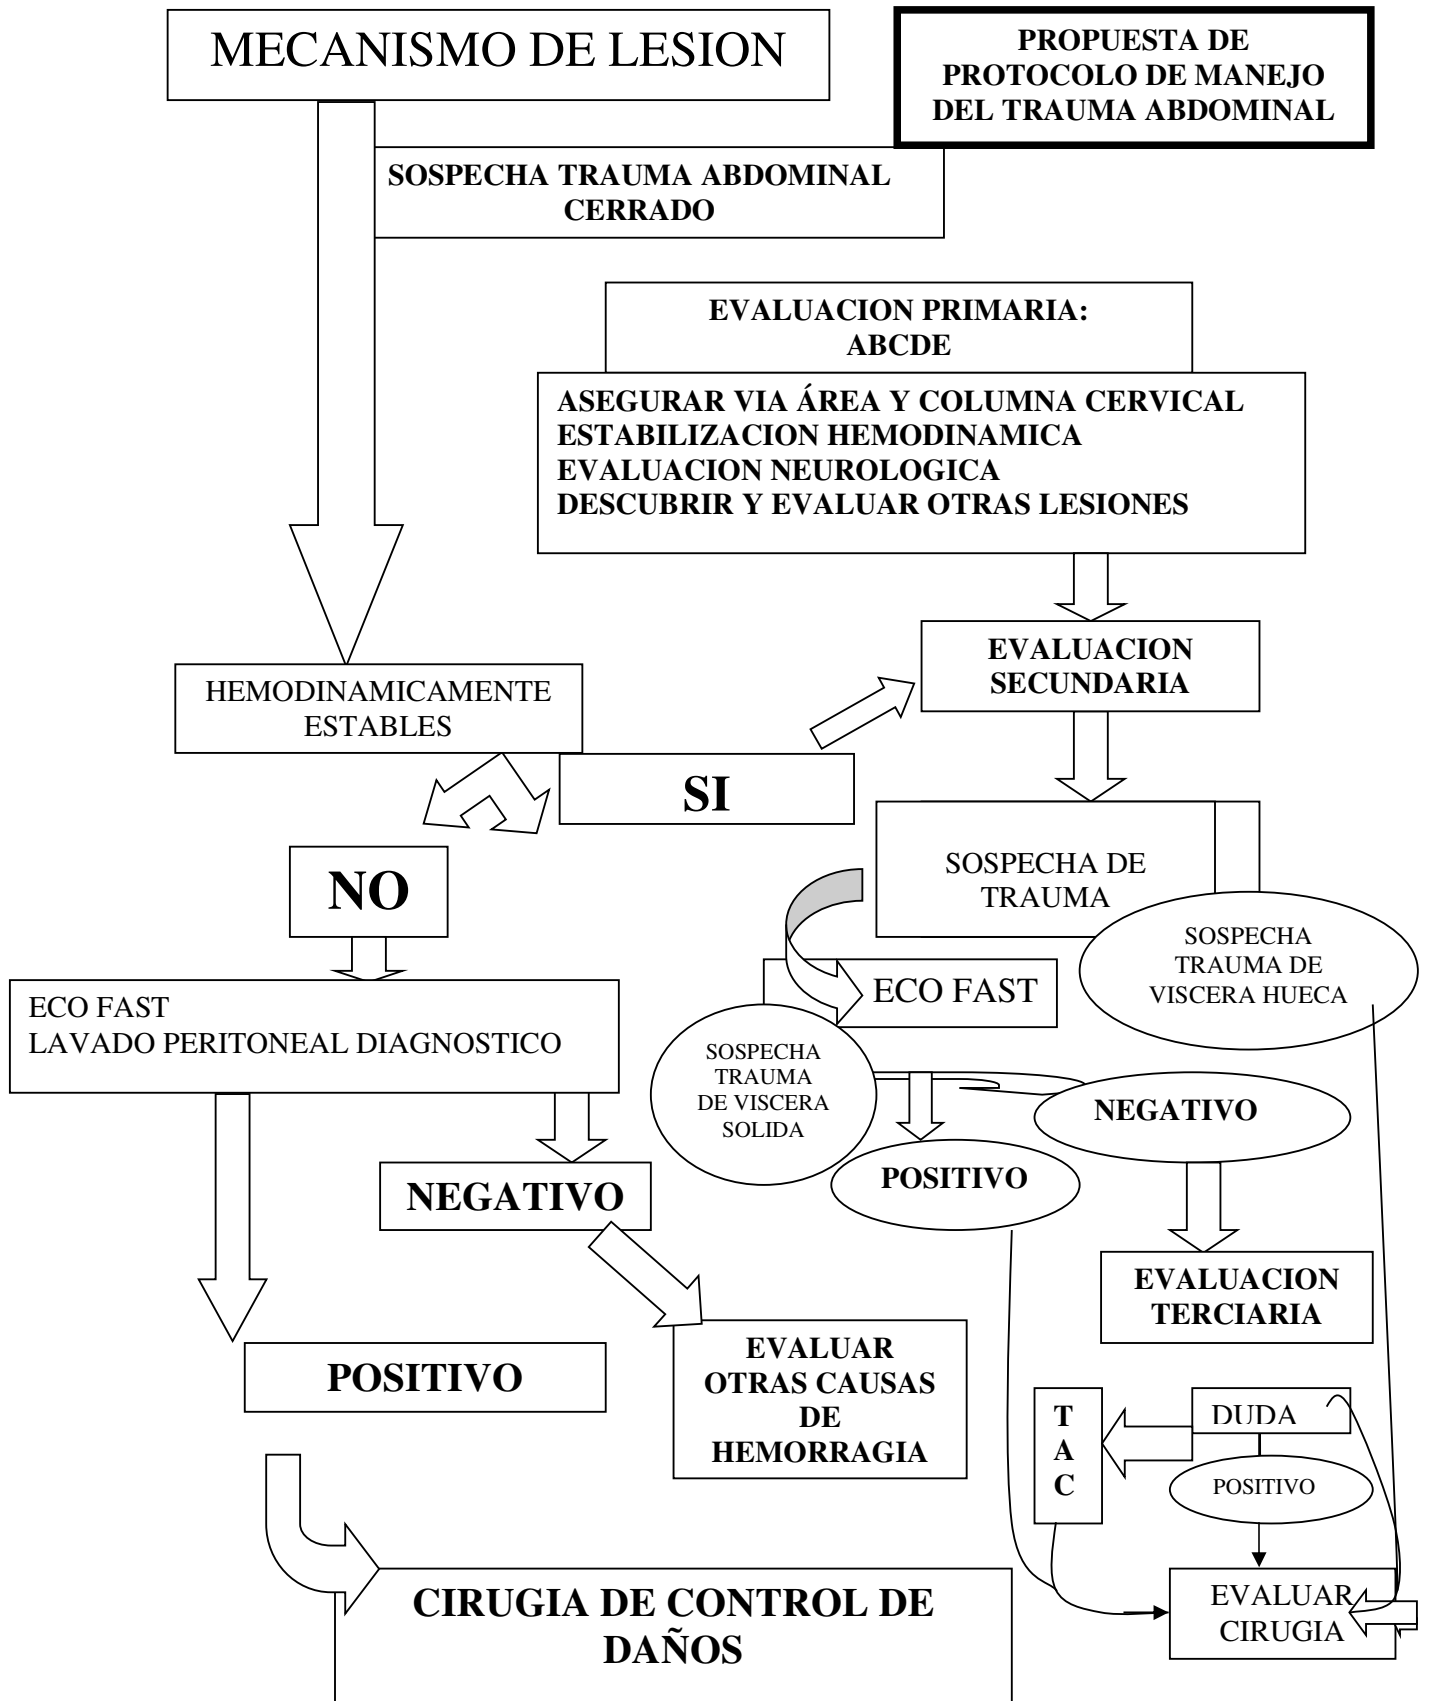 MECANISMO DE LESION
PROPUESTA DE
PROTOCOLO DE MANEJO
DEL TRAUMA ABDOMINAL
SOSPECHA TRAUMA ABDOMINAL
CERRADO
EVALUACION PRIMARIA:
ABCDE
ASEGURAR VIA ÁREA Y COLUMNA CERVICAL
ESTABILIZACION HEMODINAMICA
EVALUACION NEUROLOGICA
DESCUBRIR Y EVALUAR OTRAS LESIONES
EVALUACION
SECUNDARIA
HEMODINAMICAMENTE
ESTABLES
SI
NO
SOSPECHA DE
TRAUMA
SOSPECHA
TRAUMA DE
VISCERA HUECA
ECO FAST
ECO FAST
LAVADO PERITONEAL DIAGNOSTICO
SOSPECHA
TRAUMA
DE VISCERA
SOLIDA
NEGATIVO
POSITIVO
NEGATIVO
EVALUACION
TERCIARIA
POSITIVO
EVALUAR
OTRAS CAUSAS
DE
HEMORRAGIA
T
A
C
DUDA
POSITIVO
EVALUAR
CIRUGIA
CIRUGIA DE CONTROL DE
DAÑOS